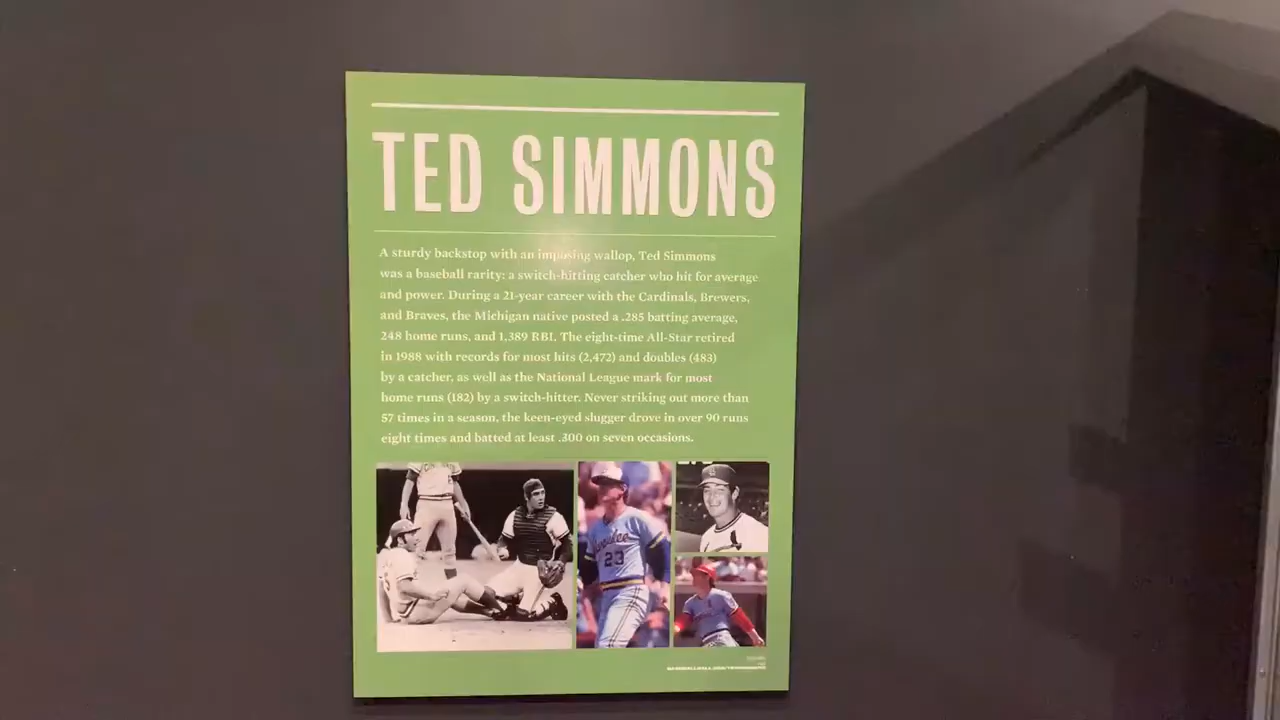 TED SIMMONS
A sturdy backstop with an imposing wallop, Ted Simmons
was a baseball rarity: a switch-hitting catcher who hit for average
and power. During a 21-year career with the Cardinals, Brewers,
and Braves, the Michigan native posted a .285 batting average,
248 home runs, and 1,389 RBI. The eight-time All-Star retired
in 1988 with records for most hits (2,472) and doubles (483)
by a catcher, as well as the National League mark for most
home runs (182) by a switch-hitter. Never striking out more than
57 times in a season, the keen-eyed slugger drove in over 90 runs
eight times and batted at least .300 on seven occasions.
23